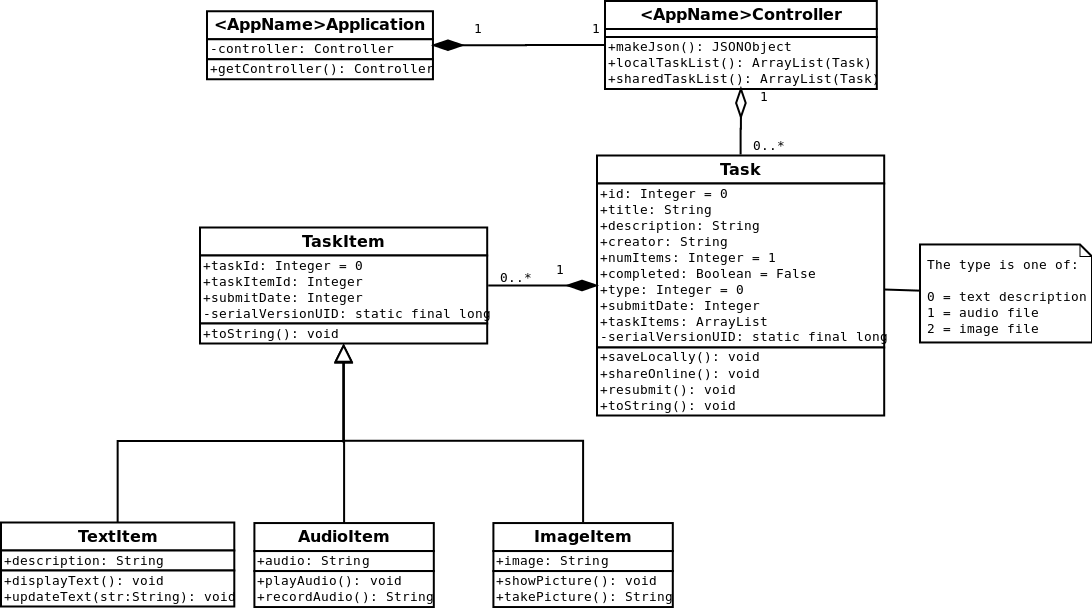 <AppName>Application
-controller: Controller
+getController(): Controller
1
1
<AppName>Controller
+makeJson(): JSONObject
+localTaskList(): ArrayList(Task)
+sharedTaskList(): ArrayList(Task)
1
0..*
Task
+id: Integer = 0
+title: String
+description: String
+creator: String
+numItems: Integer = 1
+completed: Boolean = False
+type: Integer = 0
+submitDate: Integer
+taskItems: ArrayList
-serialVersionUID: static final long
+saveLocally(): void
+shareOnline(): void
+resubmit(): void
+toString(): void
The type is one of:
0 = text description
1 = audio file
2 = image file
0..*
1
TaskItem
+taskId: Integer = 0
+taskItemId: Integer
+submitDate: Integer
-serialVersionUID: static final long
+toString(): void
TextItem
+description: String
+displayText(): void
+updateText(str:String): void
AudioItem
+audio: String
+playAudio(): void
+recordAudio(): String
ImageItem
+image: String
+showPicture(): void
+takePicture(): String